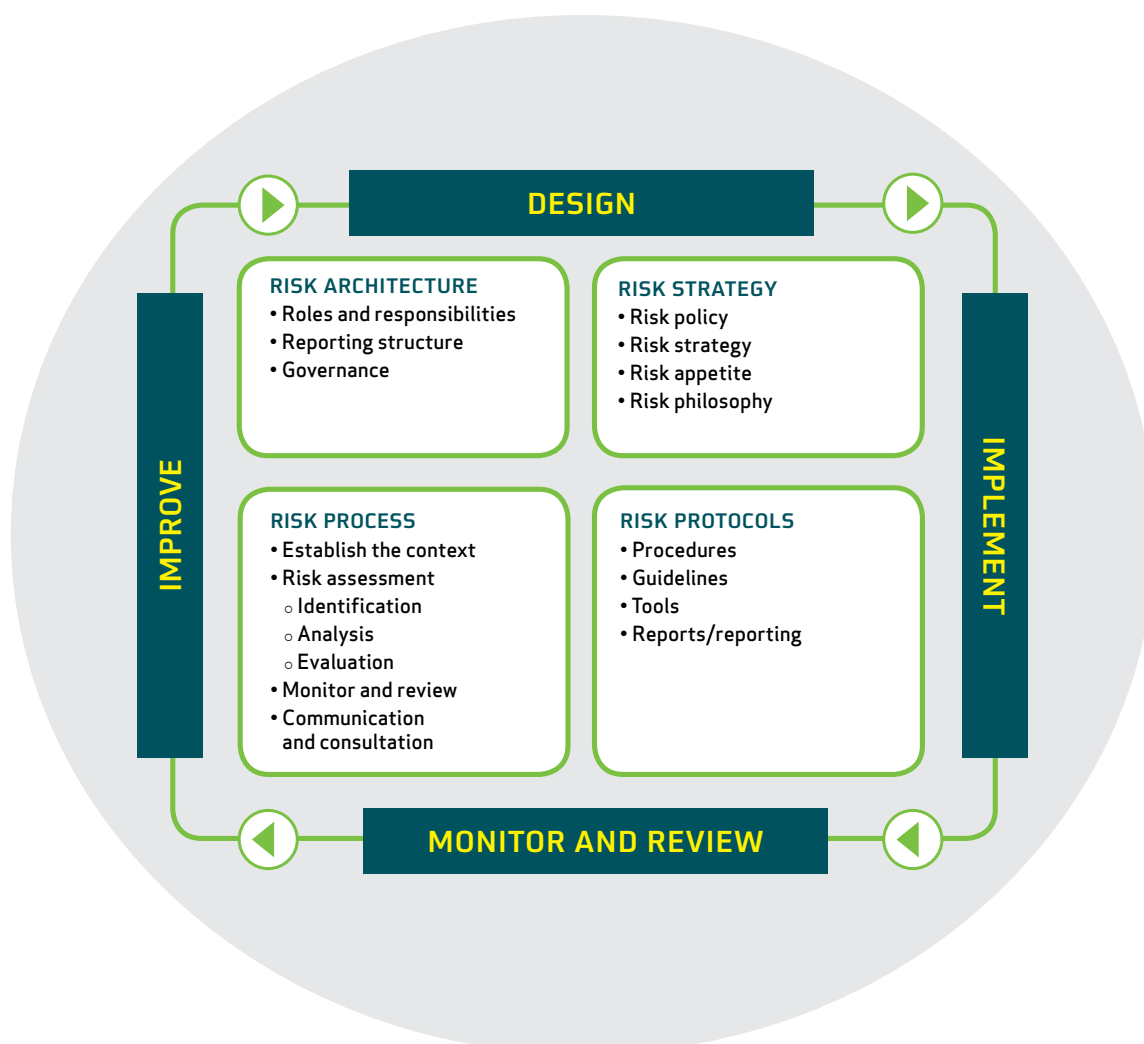 DESIGN
RISK ARCHITECTURE
• Roles and responsibilities
• Reporting structure
• Governance
RISK STRATEGY
• Risk policy
• Risk strategy
• Risk appetite
• Risk philosophy
IMPROVE
IMPLEMENT
RISK PROCESS
• Establish the context
• Risk assessment
○ Identification
○ Analysis
○ Evaluation
• Monitor and review
• Communication
and consultation
RISK PROTOCOLS
• Procedures
• Guidelines
• Tools
• Reports/reporting
MONITOR AND REVIEW